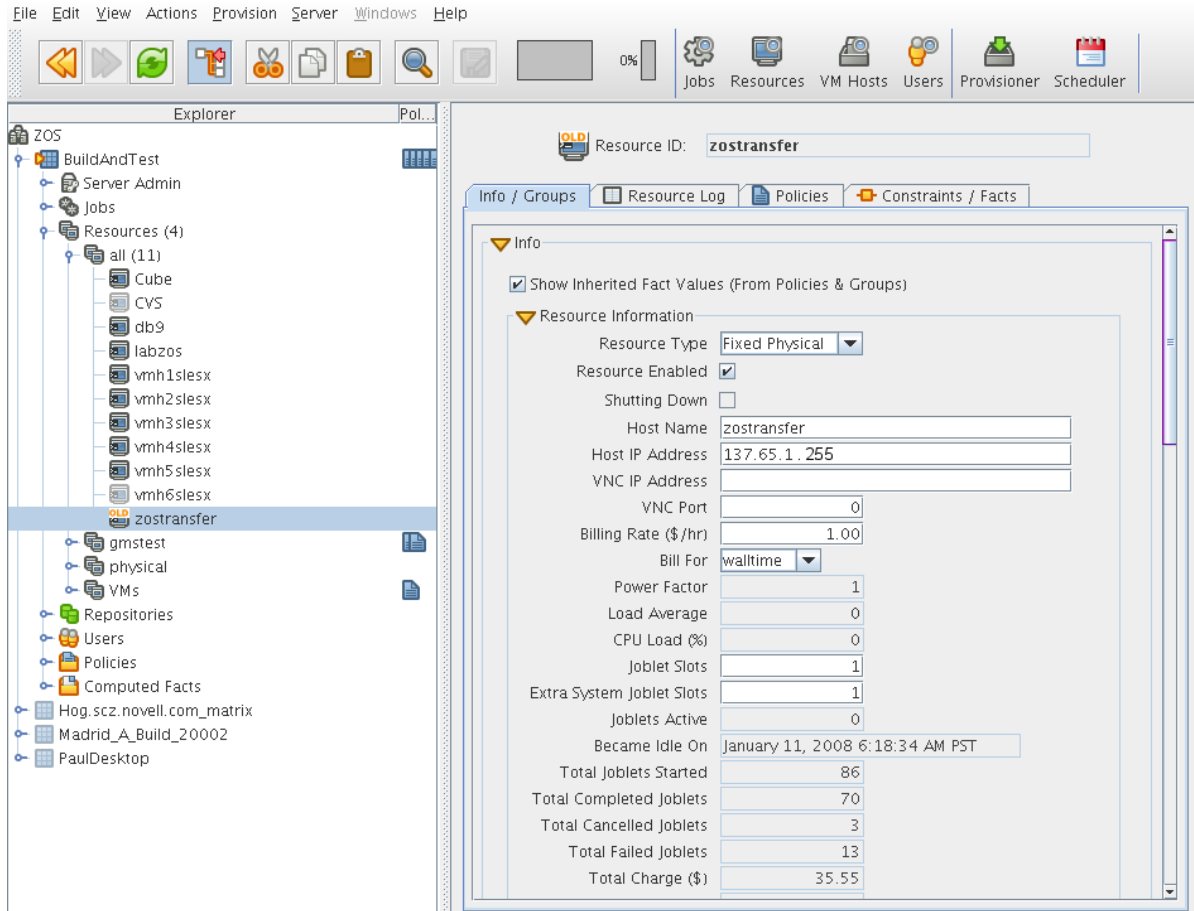 File Edit View Actions Provision Server Windows Help
0%
Jobs Resources VM Hosts Users Provisioner Scheduler
Explorer Pol...
ZOS
BuildAndTest
Server Admin
Jobs
Resources (4)
all (11)
Cube
CVS
db9
labzos
vmh1slesx
vmh2slesx
vmh3slesx
vmh4slesx
vmh5slesx
vmh6slesx
OLD zostransfer
gmstest
physical
VMs
Repositories
Users
Policies
Computed Facts
Hog.scz.novell.com_matrix
Madrid_A_Build_20002
PaulDesktop
OLD Resource ID: zostransfer
Info / Groups Resource Log Policies Constraints / Facts
Info
Show Inherited Fact Values (From Policies & Groups)
Resource Information
Resource Type Fixed Physical
Resource Enabled
Shutting Down
Host Name zostransfer
Host IP Address 137.65.1.255
VNC IP Address
VNC Port 0
Billing Rate ($/hr) 1.00
Bill For walltime
Power Factor 1
Load Average 0
CPU Load (%) 0
Joblet Slots 1
Extra System Joblet Slots 1
Joblets Active 0
Became Idle On January 11, 2008 6:18:34 AM PST
Total Joblets Started 86
Total Completed Joblets 70
Total Cancelled Joblets 3
Total Failed Joblets 13
Total Charge ($) 35.55